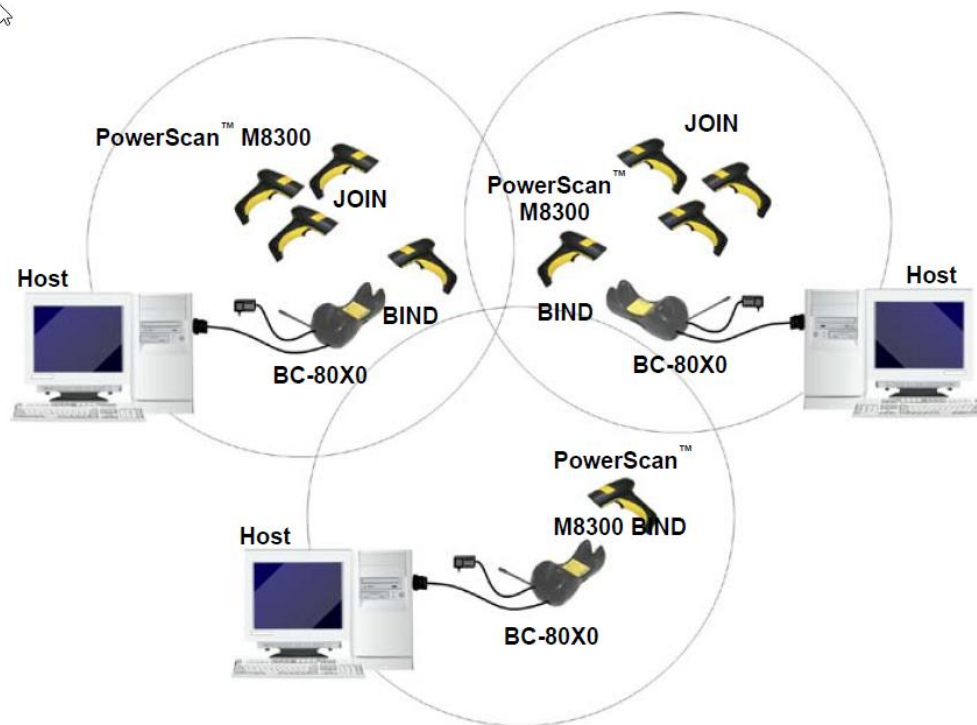 PowerScan™ M8300
JOIN
Host
BIND
BC-80X0
JOIN
PowerScan™
M8300
Host
BIND
BC-80X0
PowerScan™
M8300 BIND
Host
BC-80X0